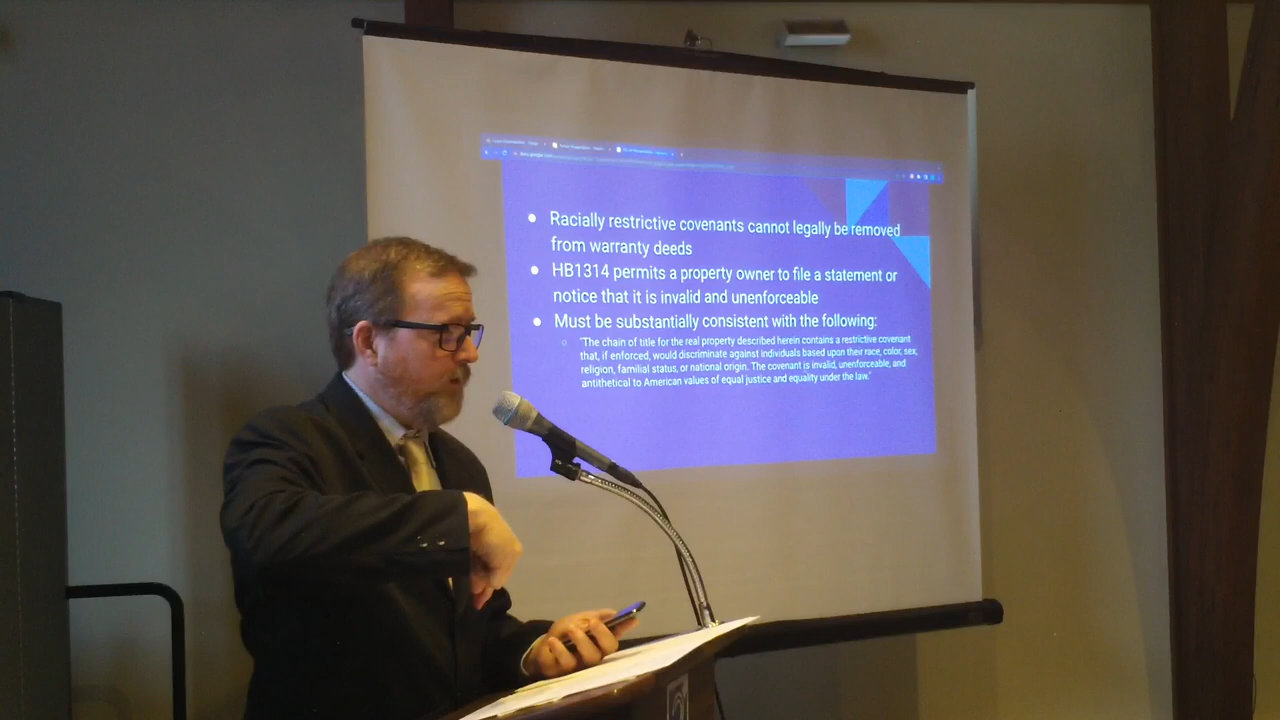 ● Racially restrictive covenants cannot legally be removed
from warranty deeds
● HB1314 permits a property owner to file a statement or
notice that it is invalid and unenforceable
● Must be substantially consistent with the following:
○ "The chain of title for the real property described herein contains a restrictive covenant
that, if enforced, would discriminate against individuals based upon their race, color, sex,
religion, familial status, or national origin. The covenant is invalid, unenforceable, and
antithetical to American values of equal justice and equality under the law."